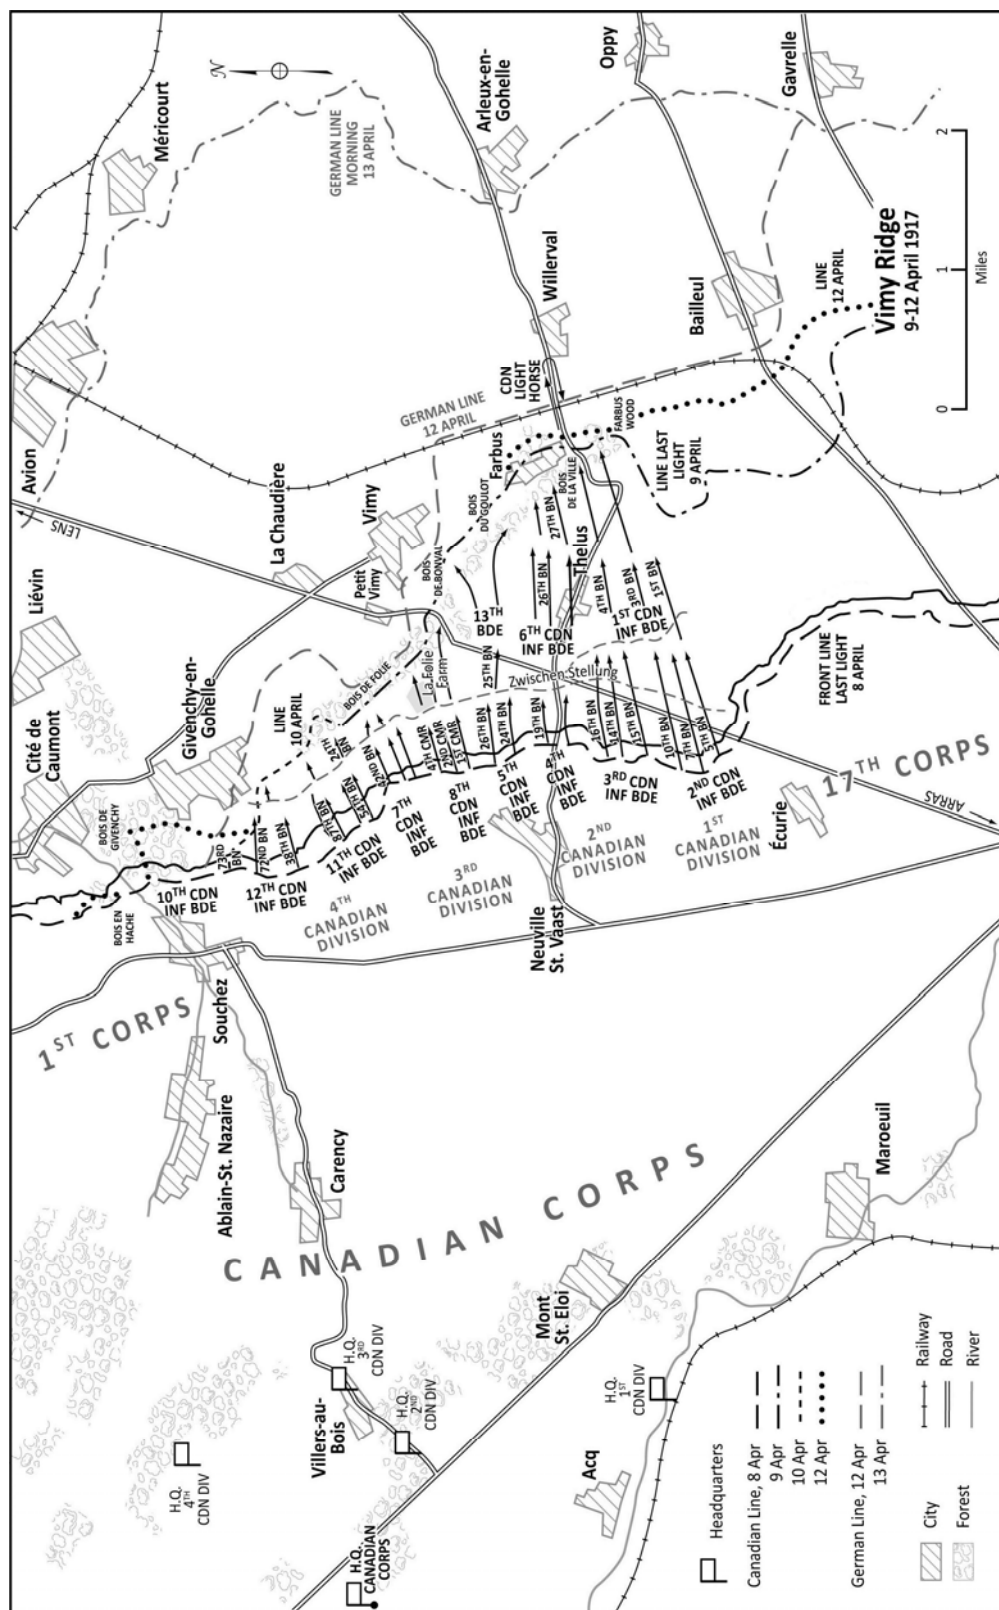 Méricourt
Oppy
Arleux-en-
Gohelle
Gavrelle
N
GERMAN LINE
MORNING
13 APRIL
Avion
LENS
La Chaudière
Vimy
Petit
Vimy
GERMAN LINE
12 APRIL
CDN
LIGHT
HORSE
Willerval
Bailleul
LINE
12 APRIL
Vimy Ridge
9-12 April 1917
0
1
2
Miles
Liévin
Cité de
Caumont
Givenchy-en-
Gohelle
BOIS DE
GIVENCHY
LINE
10 APRIL
BOIS DE FOLIE
La Folie
Farm
BOIS
DE BONVAL
BOIS
DU GOULOT
Farbus
BOIS
DE LA VILLE
FARBUS
WOOD
LINE LAST
LIGHT
9 APRIL
Thelus
13TH
BDE
6TH CDN
INF BDE
26TH BN
27TH BN
1ST CDN
INF BDE
4TH BN
3RD BN
1ST BN
25TH BN
Zwischen Stellung
73RD
BN
72ND BN
38TH BN
24TH
BN
87TH BN
54TH BN
42ND BN
4TH CMR
2ND CMR
1ST CMR
26TH BN
24TH BN
19TH BN
16TH BN
14TH BN
15TH BN
10TH BN
7TH BN
5TH BN
FRONT LINE
LAST LIGHT
8 APRIL
BOIS EN
HACHE
10TH CDN
INF BDE
12TH CDN
INF BDE
11TH CDN
INF BDE
7TH
CDN
INF
BDE
8TH
CDN
INF
BDE
5TH
CDN
INF
BDE
4TH
CDN
INF
BDE
3RD CDN
INF BDE
2ND CDN
INF BDE
4TH
CANADIAN
DIVISION
3RD
CANADIAN
DIVISION
2ND
CANADIAN
DIVISION
1ST
CANADIAN
DIVISION
Neuville
St. Vaast
Écurie
17TH CORPS
ARRAS
1ST CORPS
Souchez
Ablain-St. Nazaire
Carency
CANADIAN CORPS
Mont
St. Eloi
Maroeuil
Villers-au-
Bois
H.Q.
3RD
CDN DIV
H.Q.
2ND
CDN DIV
H.Q.
4TH
CDN DIV
H.Q.
CANADIAN
CORPS
H.Q.
1ST
CDN DIV
Acq
Headquarters
Canadian Line, 8 Apr
9 Apr
10 Apr
12 Apr
German Line, 12 Apr
13 Apr
City
Forest
Railway
Road
River